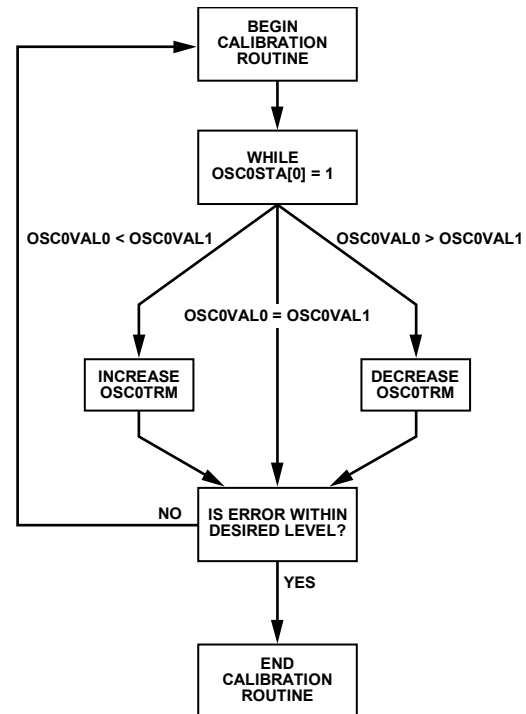 BEGIN
CALIBRATION
ROUTINE
WHILE
OSC0STA[0] = 1
OSC0VAL0 < OSC0VAL1
OSC0VAL0 > OSC0VAL1
OSC0VAL0 = OSC0VAL1
INCREASE
OSC0TRM
DECREASE
OSC0TRM
NO
IS ERROR WITHIN
DESIRED LEVEL?
YES
END
CALIBRATION
ROUTINE